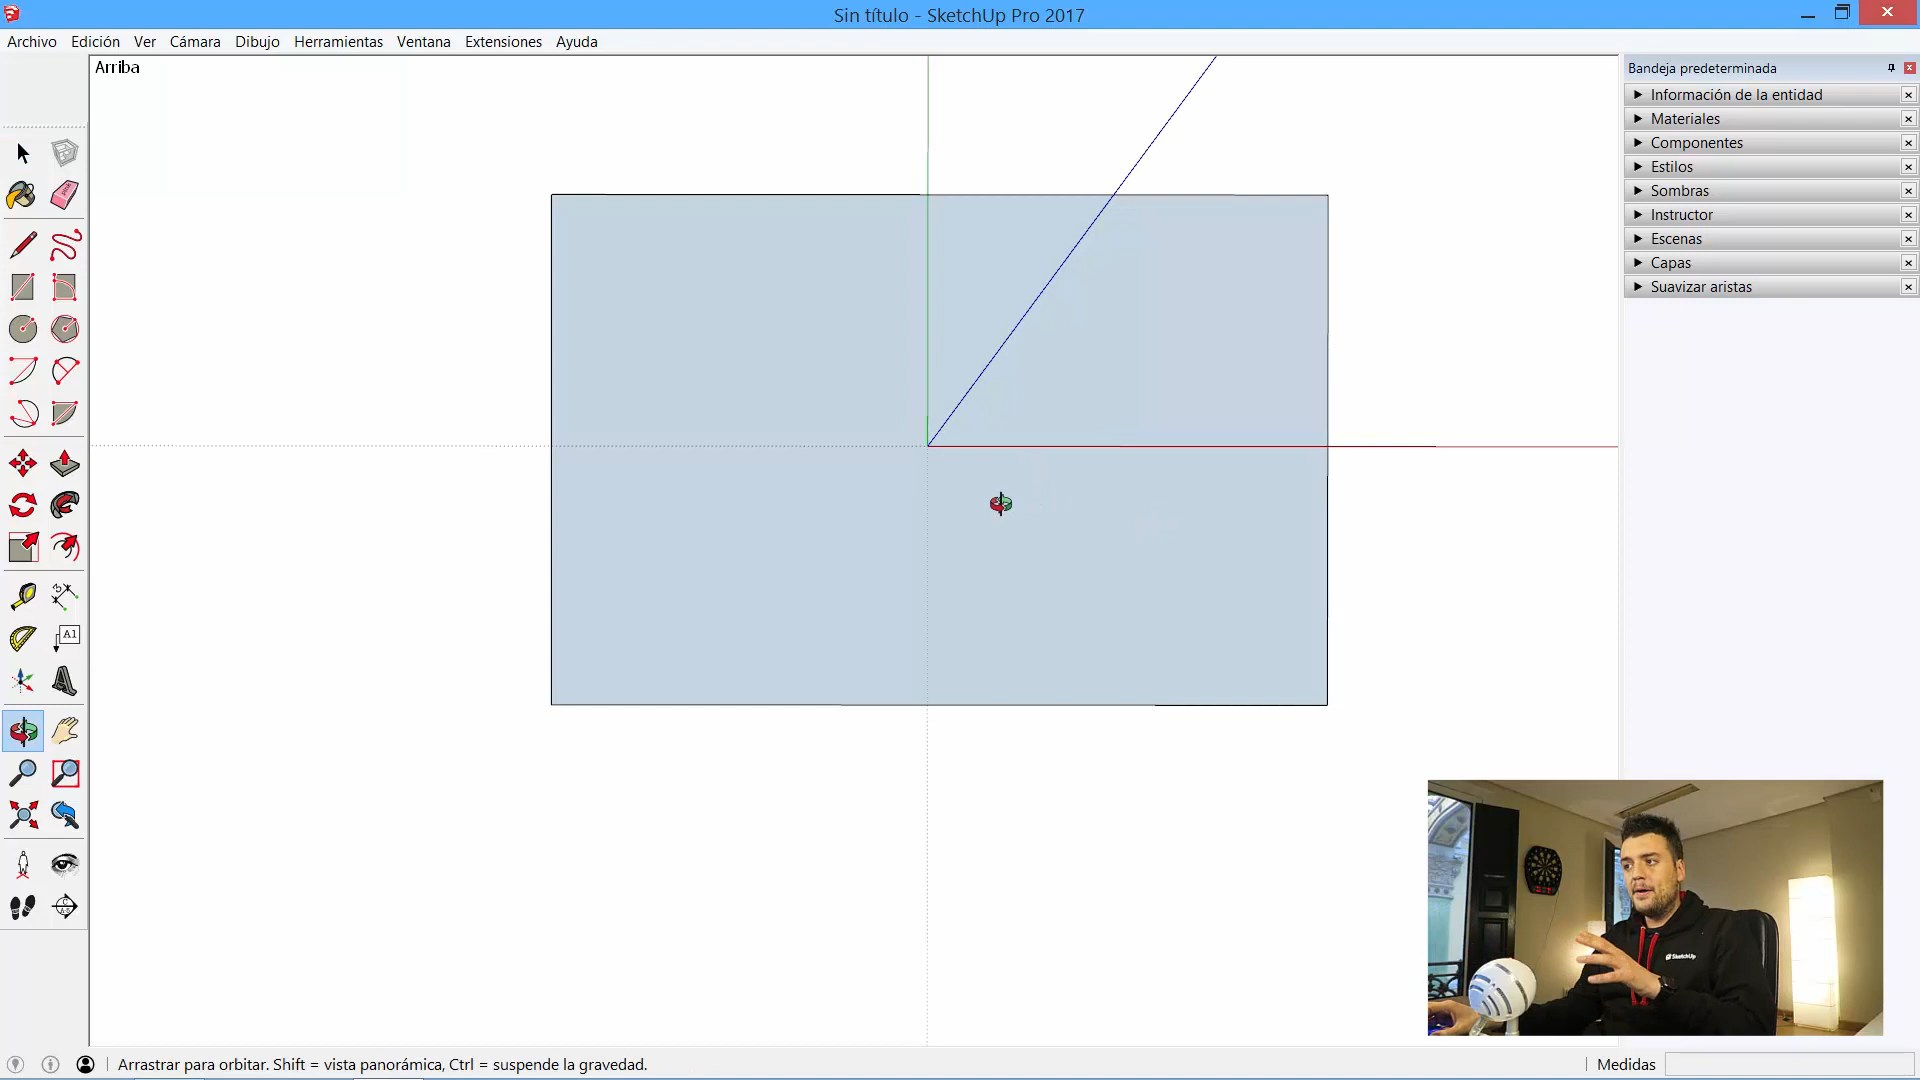 Sin título - SketchUp Pro 2017
Archivo Edición Ver Cámara Dibujo Herramientas Ventana Extensiones Ayuda
Arriba
Bandeja predeterminada
Información de la entidad
Materiales
Componentes
Estilos
Sombras
Instructor
Escenas
Capas
Suavizar aristas
A1
SketchUp
Arrastrar para orbitar. Shift = vista panorámica, Ctrl = suspende la gravedad.
Medidas